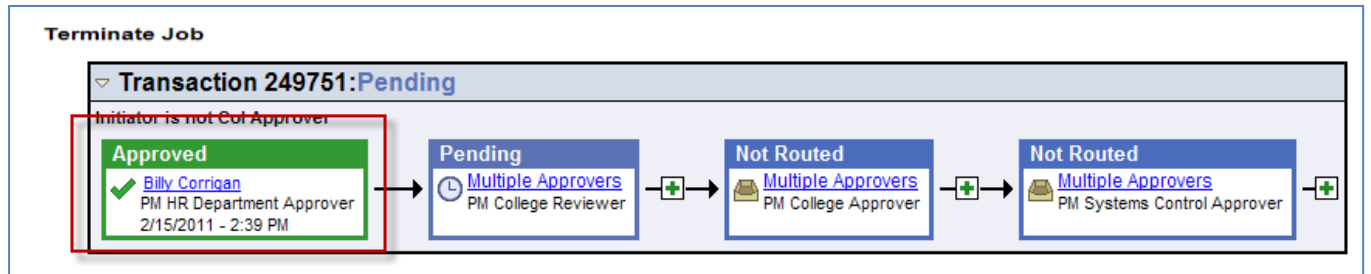 Terminate Job
Transaction 249751:Pending
Initiator is not Col Approver
Approved
Billy Corrigan
PM HR Department Approver
2/15/2011 - 2:39 PM
Pending
Multiple Approvers
PM College Reviewer
Not Routed
Multiple Approvers
PM College Approver
Not Routed
Multiple Approvers
PM Systems Control Approver